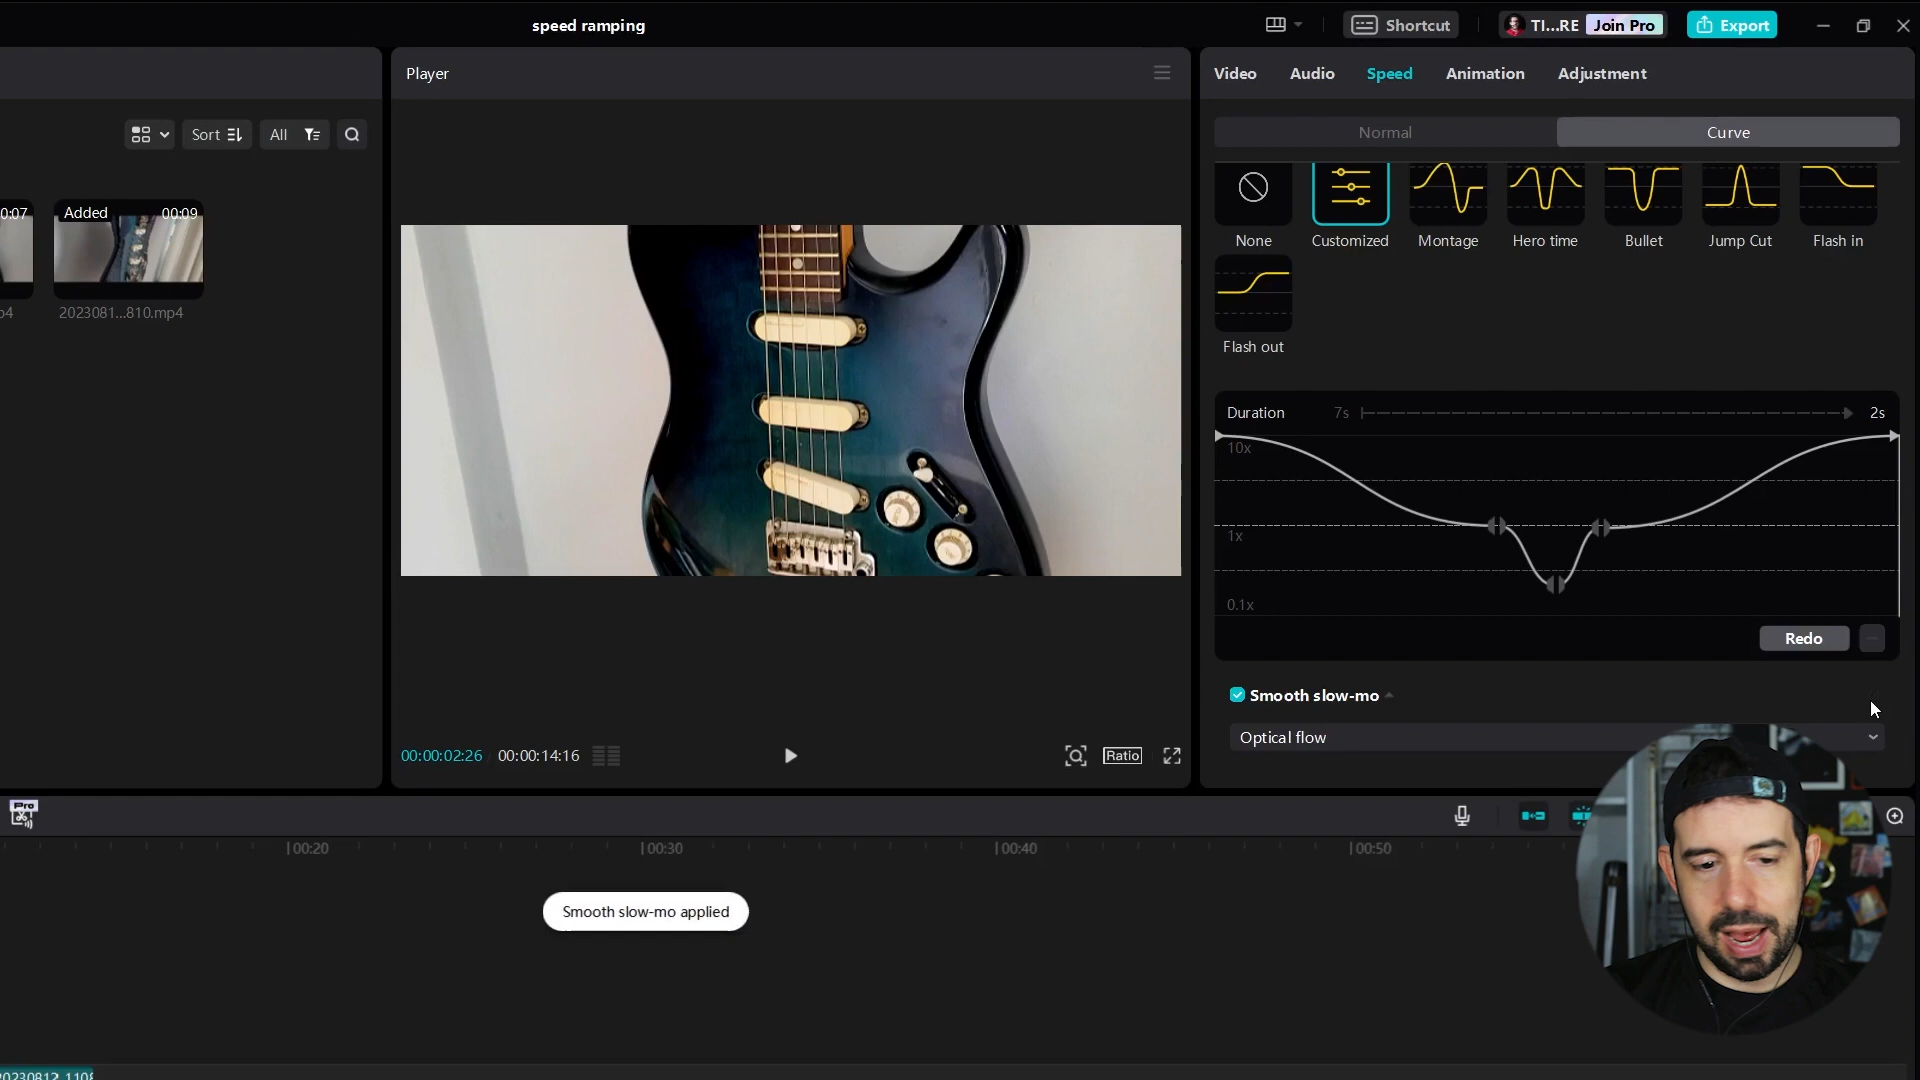 speed ramping
Shortcut
TI...RE
Join Pro
Export
Player
Video
Audio
Speed
Animation
Adjustment
Sort
All
Normal
Curve
0:07
Added
00:09
2023081...810.mp4
None
Customized
Montage
Hero time
Bullet
Jump Cut
Flash in
Flash out
Duration
7s
2s
10x
1x
0.1x
Redo
Smooth slow-mo
Optical flow
00:00:02:26
00:00:14:16
Ratio
Pro
00:20
00:30
00:40
00:50
Smooth slow-mo applied